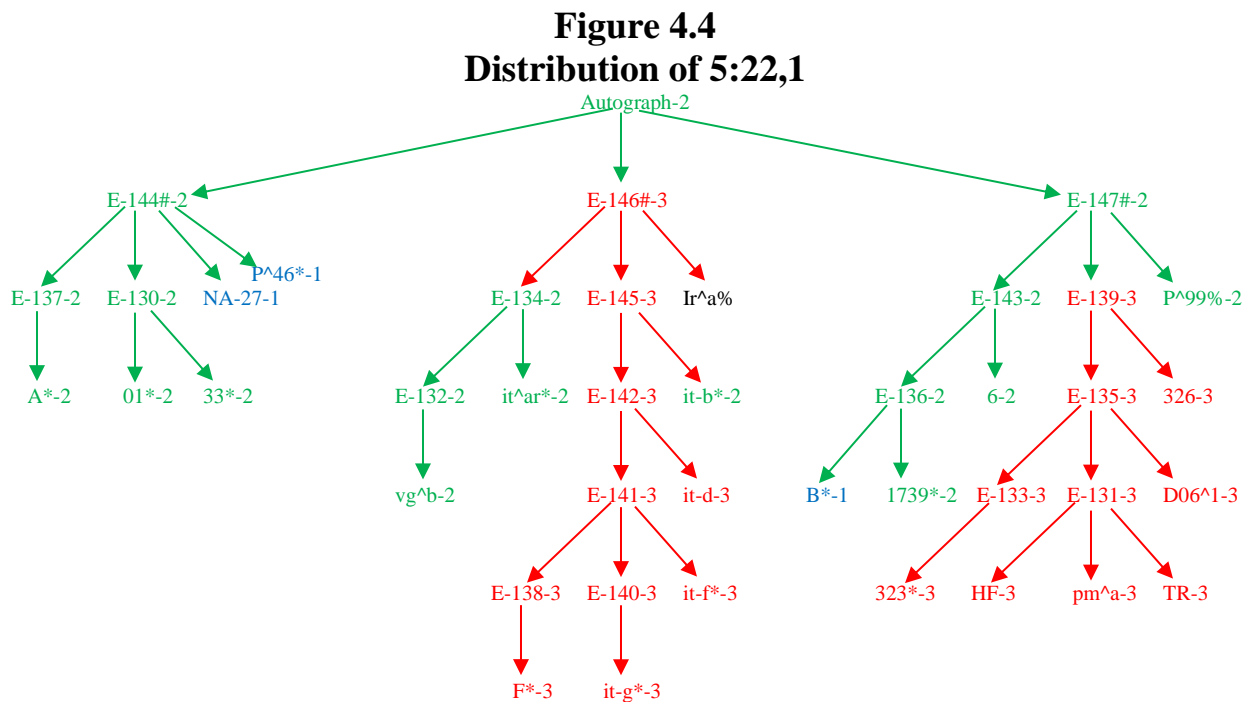 Figure 4.4
Distribution of 5:22,1
Autograph-2
E-144#-2 E-146#-3 E-147#-2
P^46*-1
E-137-2 E-130-2 NA-27-1 E-134-2 E-145-3 Ir^a% E-143-2 E-139-3 P^99%-2
A*-2 01*-2 33*-2 E-132-2 it^ar*-2 E-142-3 it-b*-2 E-136-2 6-2 E-135-3 326-3
vg^b-2 E-141-3 it-d-3 B*-1 1739*-2 E-133-3 E-131-3 D06^1-3
E-138-3 E-140-3 it-f*-3 323*-3 HF-3 pm^a-3 TR-3
F*-3 it-g*-3